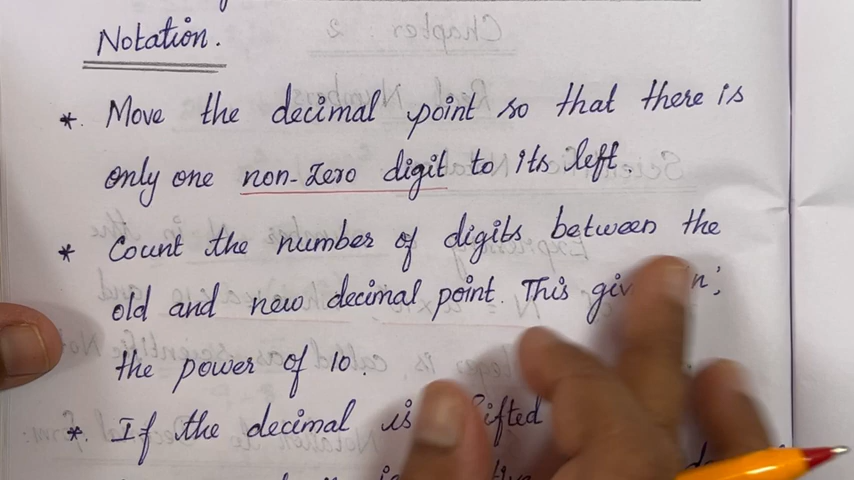 Notation.
*. Move the decimal point so that there is
only one non-zero digit to its left.
* Count the number of digits between the
old and new decimal point. This
the power of 10.
*. If the decimal is